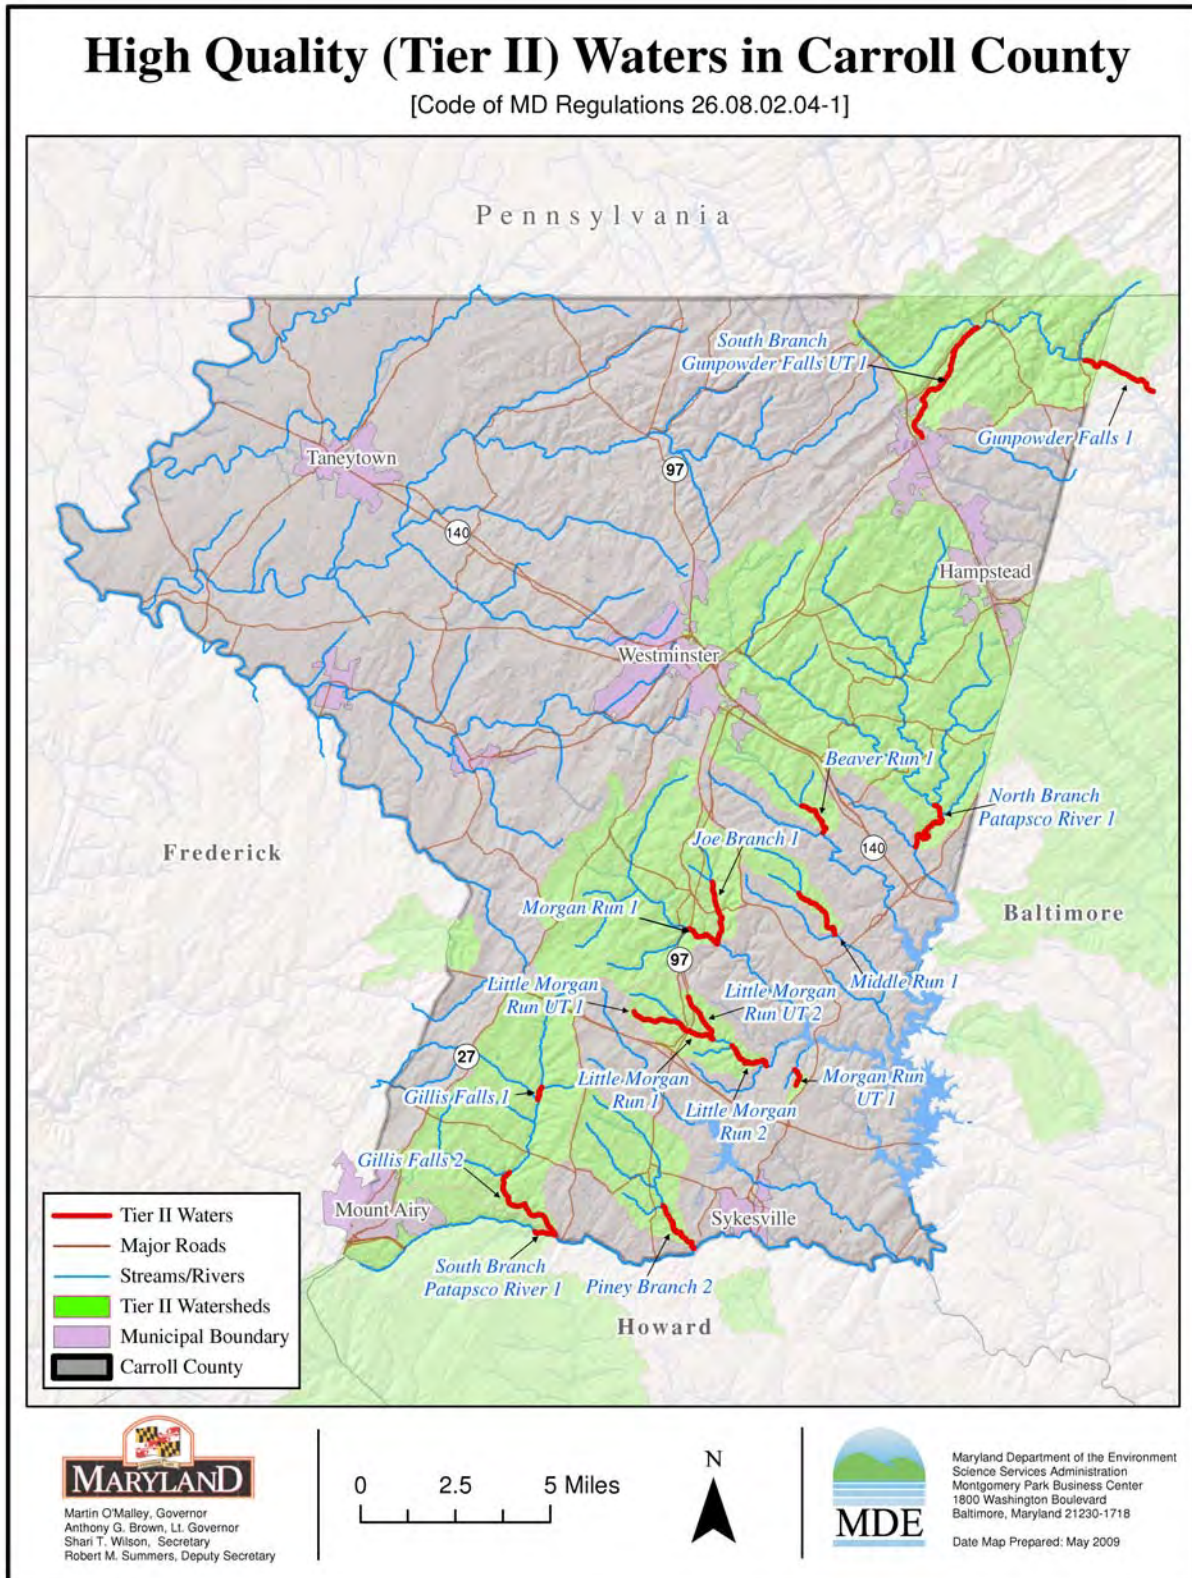 High Quality (Tier II) Waters in Carroll County
[Code of MD Regulations 26.08.02.04-1]
Pennsylvania
South Branch
Gunpowder Falls UT 1
Gunpowder Falls 1
Taneytown
97
140
Hampstead
Westminster
Beaver Run 1
North Branch
Patapsco River 1
Joe Branch 1
140
Frederick
Morgan Run 1
Baltimore
97
Middle Run 1
Little Morgan
Run UT 1
Little Morgan
Run UT 2
27
Gillis Falls 1
Little Morgan
Run 1
Little Morgan
Run 2
Morgan Run
UT 1
Gillis Falls 2
Mount Airy
Sykesville
South Branch
Patapsco River 1
Piney Branch 2
Howard
Tier II Waters
Major Roads
Streams/Rivers
Tier II Watersheds
Municipal Boundary
Carroll County
MARYLAND
Martin O'Malley, Governor
Anthony G. Brown, Lt. Governor
Shari T. Wilson, Secretary
Robert M. Summers, Deputy Secretary
0 2.5 5 Miles
N
MDE
Maryland Department of the Environment
Science Services Administration
Montgomery Park Business Center
1800 Washington Boulevard
Baltimore, Maryland 21230-1718
Date Map Prepared: May 2009